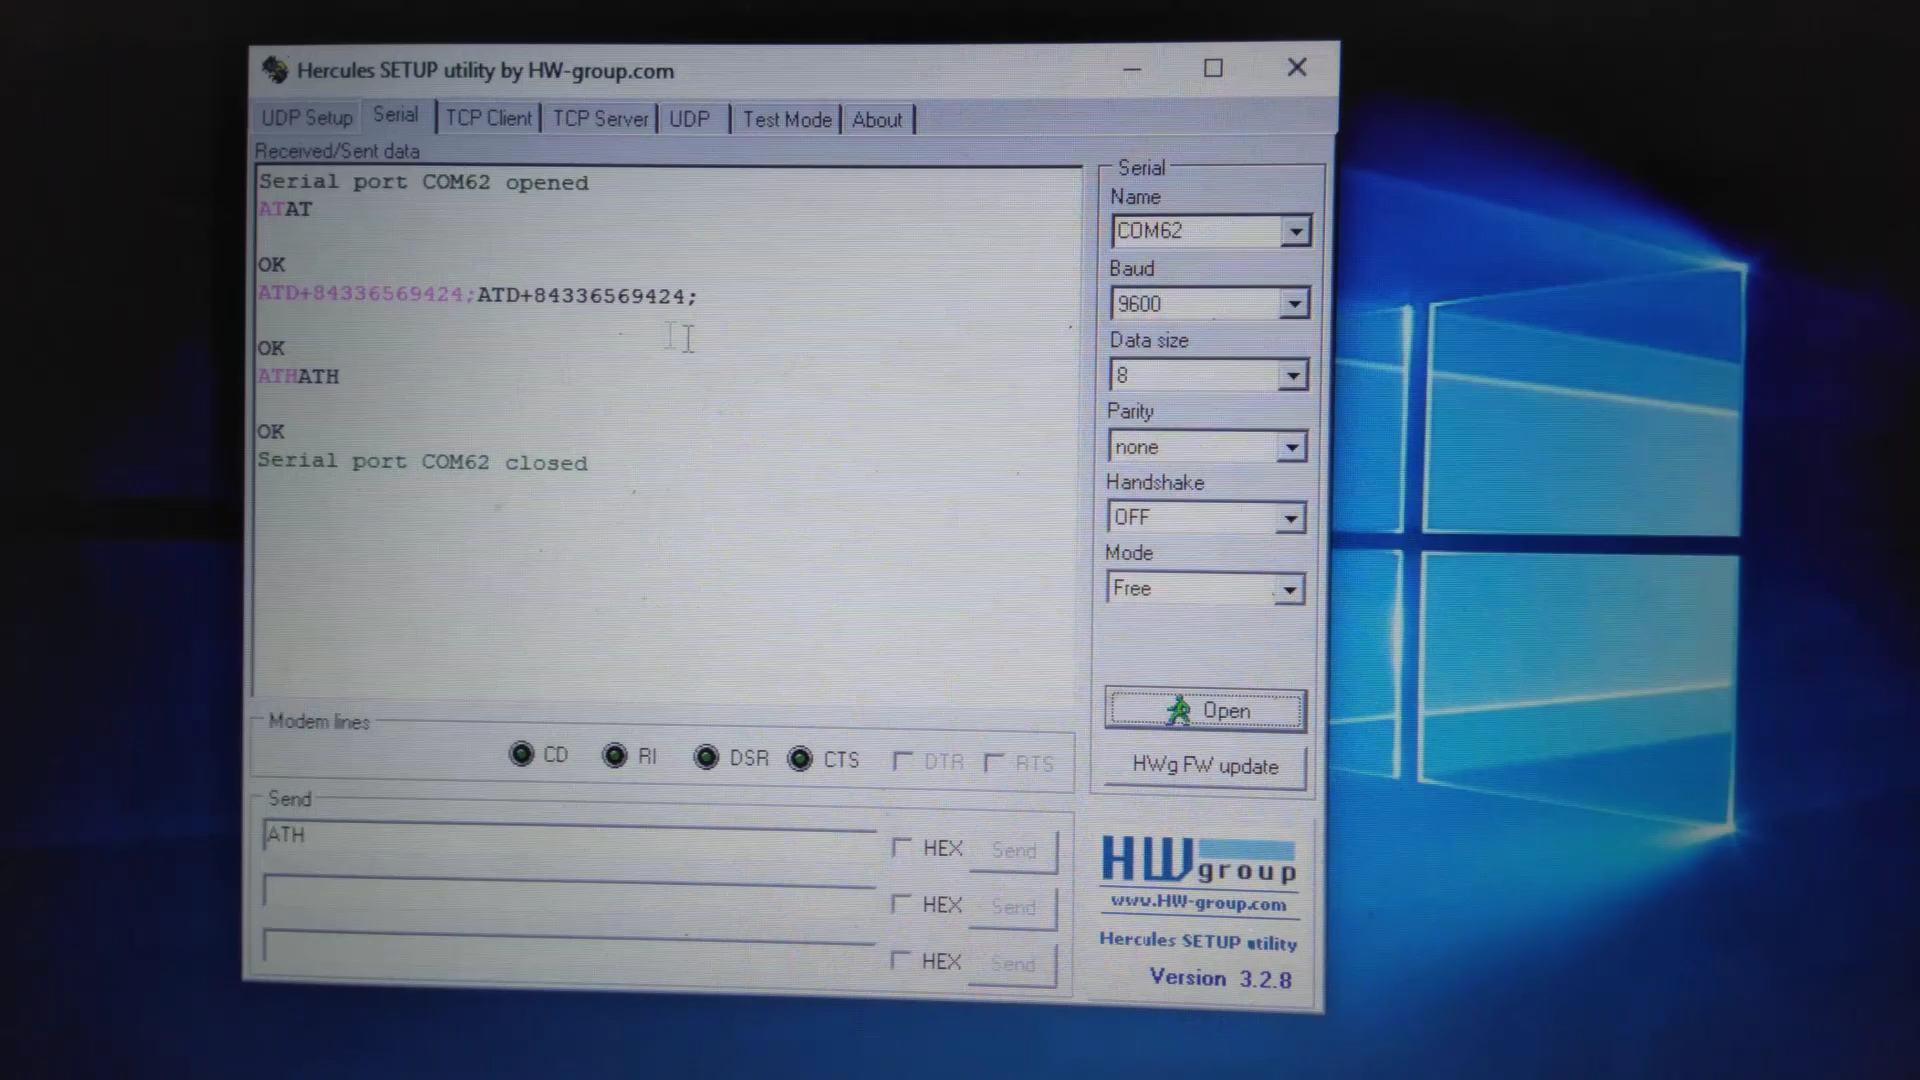 Hercules SETUP utility by HW-group.com
UDP Setup Serial TCP Client TCP Server UDP Test Mode About
Received/Sent data
Serial port COM62 opened
ATAT
OK
ATD+84336569424;ATD+84336569424;
OK
ATHATH
OK
Serial port COM62 closed
Serial
Name
COM62
Baud
9600
Data size
8
Parity
none
Handshake
OFF
Mode
Free
Open
HWg FW update
Modem lines
CD RI DSR CTS DTR RTS
Send
ATH HEX Send
HEX Send
HEX Send
HW group
www.HW-group.com
Hercules SETUP utility
Version 3.2.8